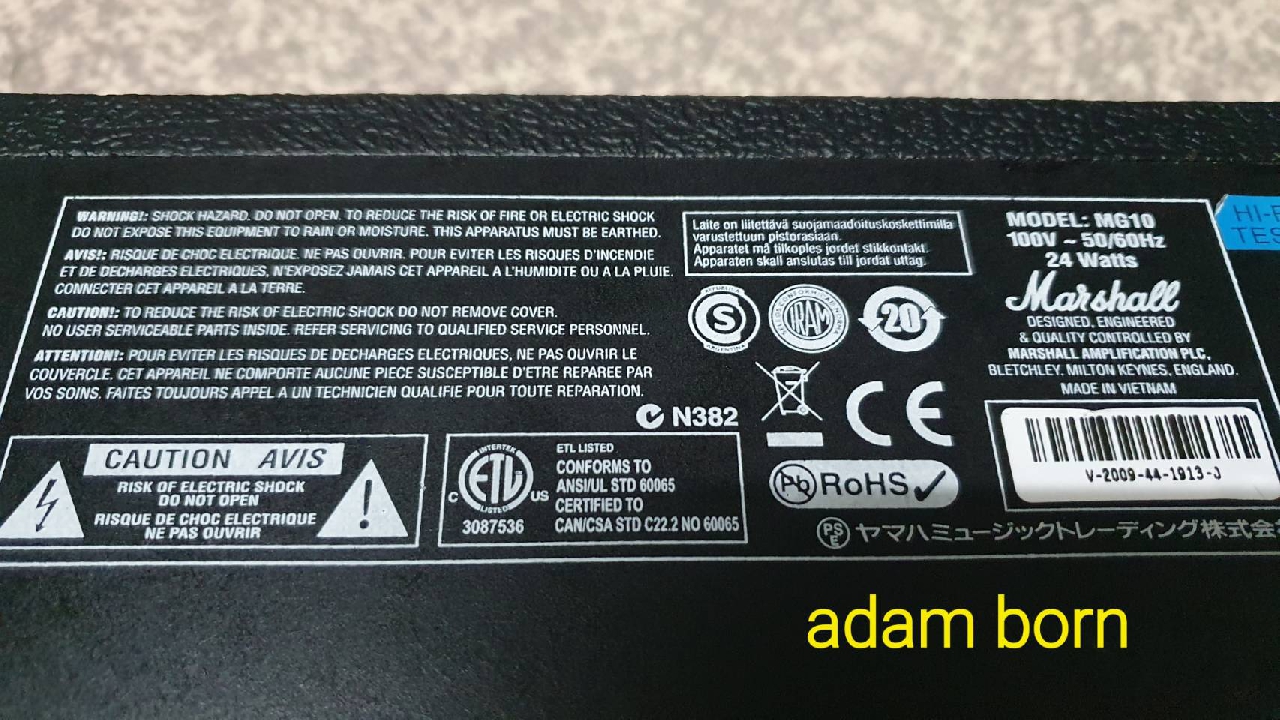 WARNING!: SHOCK HAZARD. DO NOT OPEN. TO REDUCE THE RISK OF FIRE OR ELECTRIC SHOCK
DO NOT EXPOSE THIS EQUIPMENT TO RAIN OR MOISTURE. THIS APPARATUS MUST BE EARTHED.
AVIS!: RISQUE DE CHOC ELECTRIQUE. NE PAS OUVRIR. POUR EVITER LES RISQUES D'INCENDIE
ET DE DECHARGES ELECTRIQUES, N'EXPOSEZ JAMAIS CET APPAREIL A L'HUMIDITE OU A LA PLUIE.
CONNECTER CET APPAREIL A LA TERRE.
CAUTION!: TO REDUCE THE RISK OF ELECTRIC SHOCK DO NOT REMOVE COVER.
NO USER SERVICEABLE PARTS INSIDE. REFER SERVICING TO QUALIFIED SERVICE PERSONNEL.
ATTENTION!: POUR EVITER LES RISQUES DE DECHARGES ELECTRIQUES, NE PAS OUVRIR LE
COUVERCLE. CET APPAREIL NE COMPORTE AUCUNE PIECE SUSCEPTIBLE D'ETRE REPAREE PAR
VOS SOINS. FAITES TOUJOURS APPEL A UN TECHNICIEN QUALIFIE POUR TOUTE REPARATION.
N382
CAUTION AVIS
RISK OF ELECTRIC SHOCK
DO NOT OPEN
RISQUE DE CHOC ELECTRIQUE
NE PAS OUVRIR
INTERTEK
ETL
LISTED
C US
3087536
ETL LISTED
CONFORMS TO
ANSI/UL STD 60065
CERTIFIED TO
CAN/CSA STD C22.2 NO 60065
Laite on liitettävä suojamaadoituskoskettimilla
varustettuun pistorasiaan.
Apparatet må tilkoples jordet stikkontakt.
Apparaten skall anslutas till jordat uttag.
S
ARGENTINA
IRAM
20
CE
Pb RoHS
MODEL: MG10
100V ~ 50/60Hz
24 Watts
Marshall
DESIGNED, ENGINEERED
& QUALITY CONTROLLED BY
MARSHALL AMPLIFICATION PLC,
BLETCHLEY, MILTON KEYNES, ENGLAND.
MADE IN VIETNAM
V-2009-44-1913-J
PSE ヤマハミュージックトレーディング株式会
HI-
TES
adam born